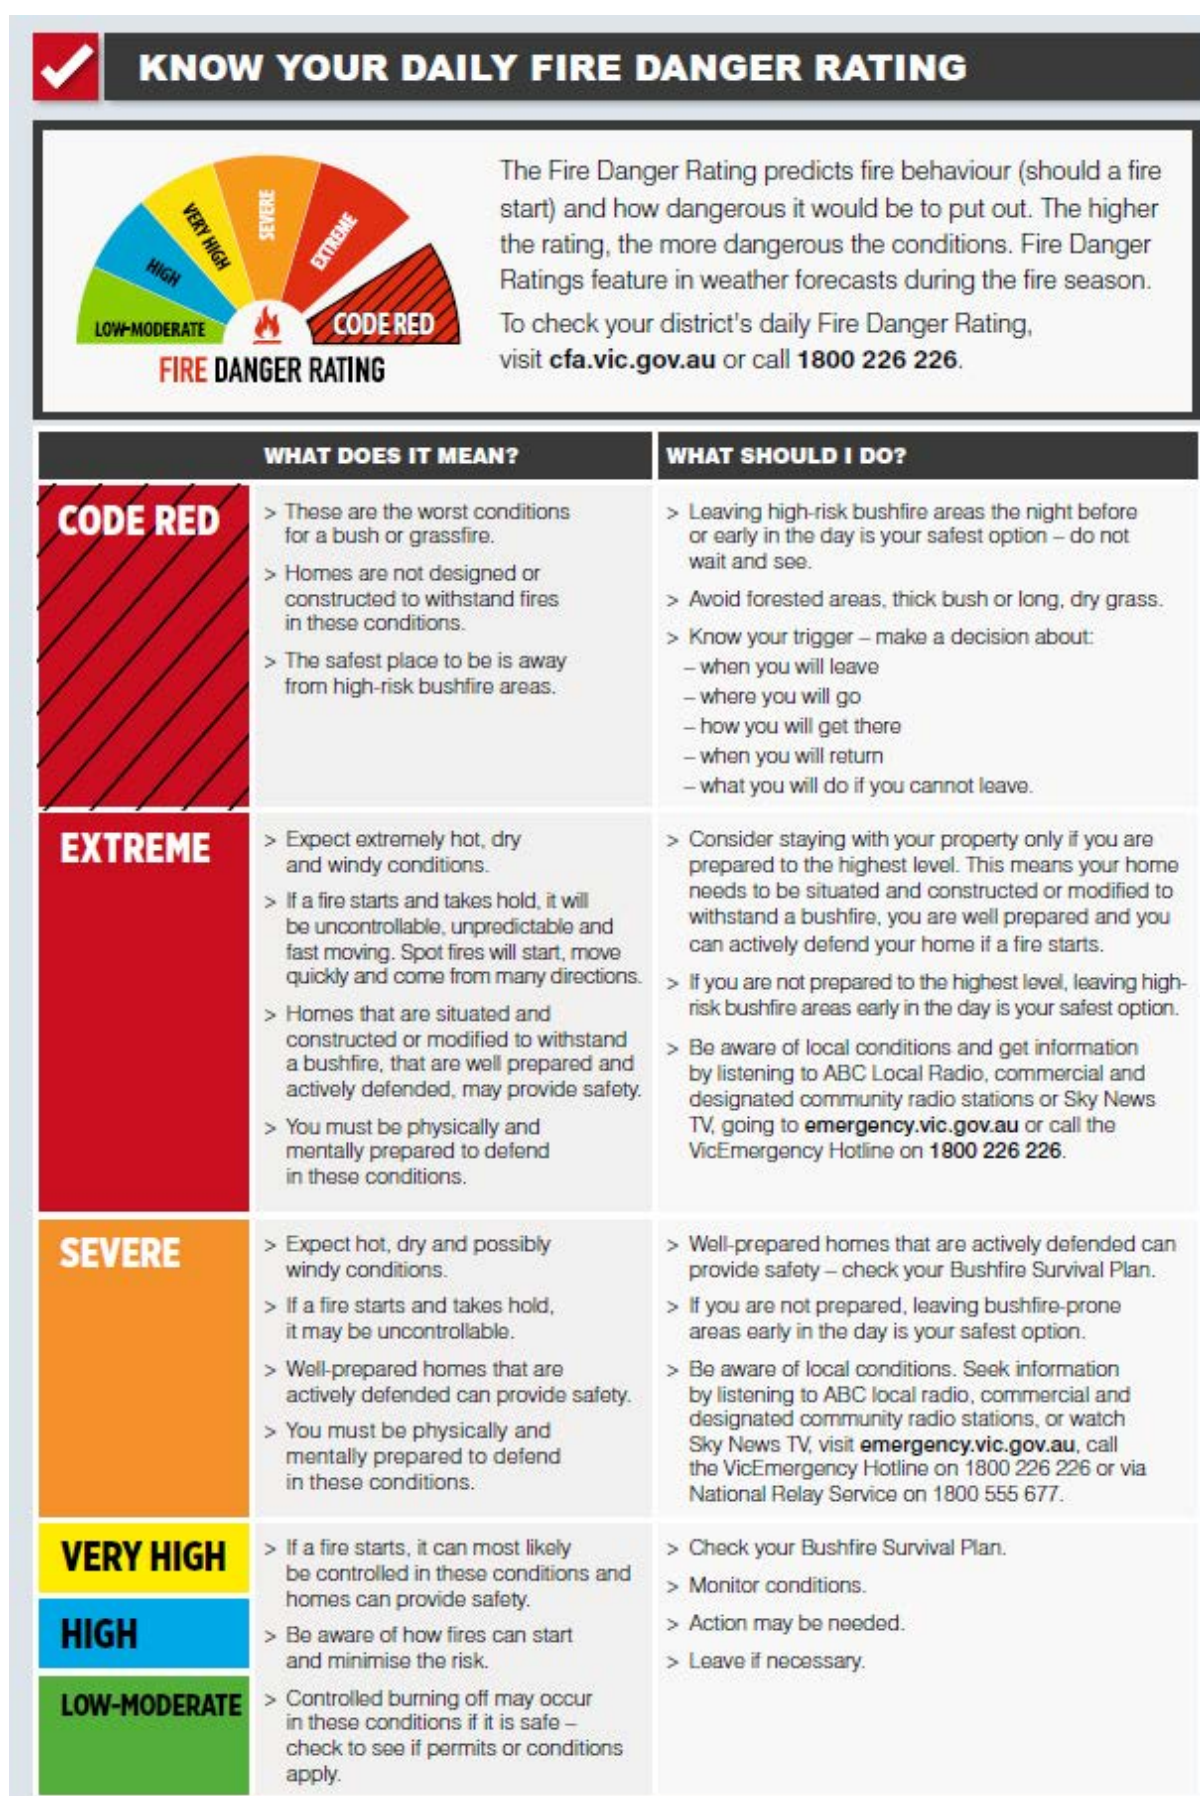 KNOW YOUR DAILY FIRE DANGER RATING
LOW-MODERATE
HIGH
VERY HIGH
SEVERE
EXTREME
CODE RED
FIRE DANGER RATING
The Fire Danger Rating predicts fire behaviour (should a fire
start) and how dangerous it would be to put out. The higher
the rating, the more dangerous the conditions. Fire Danger
Ratings feature in weather forecasts during the fire season.
To check your district's daily Fire Danger Rating,
visit cfa.vic.gov.au or call 1800 226 226.
WHAT DOES IT MEAN?
WHAT SHOULD I DO?
CODE RED
> These are the worst conditions
for a bush or grassfire.
> Homes are not designed or
constructed to withstand fires
in these conditions.
> The safest place to be is away
from high-risk bushfire areas.
> Leaving high-risk bushfire areas the night before
or early in the day is your safest option – do not
wait and see.
> Avoid forested areas, thick bush or long, dry grass.
> Know your trigger – make a decision about:
– when you will leave
– where you will go
– how you will get there
– when you will return
– what you will do if you cannot leave.
EXTREME
> Expect extremely hot, dry
and windy conditions.
> If a fire starts and takes hold, it will
be uncontrollable, unpredictable and
fast moving. Spot fires will start, move
quickly and come from many directions.
> Homes that are situated and
constructed or modified to withstand
a bushfire, that are well prepared and
actively defended, may provide safety.
> You must be physically and
mentally prepared to defend
in these conditions.
> Consider staying with your property only if you are
prepared to the highest level. This means your home
needs to be situated and constructed or modified to
withstand a bushfire, you are well prepared and you
can actively defend your home if a fire starts.
> If you are not prepared to the highest level, leaving high-
risk bushfire areas early in the day is your safest option.
> Be aware of local conditions and get information
by listening to ABC Local Radio, commercial and
designated community radio stations or Sky News
TV, going to emergency.vic.gov.au or call the
VicEmergency Hotline on 1800 226 226.
SEVERE
> Expect hot, dry and possibly
windy conditions.
> If a fire starts and takes hold,
it may be uncontrollable.
> Well-prepared homes that are
actively defended can provide safety.
> You must be physically and
mentally prepared to defend
in these conditions.
> Well-prepared homes that are actively defended can
provide safety – check your Bushfire Survival Plan.
> If you are not prepared, leaving bushfire-prone
areas early in the day is your safest option.
> Be aware of local conditions. Seek information
by listening to ABC local radio, commercial and
designated community radio stations, or watch
Sky News TV, visit emergency.vic.gov.au, call
the VicEmergency Hotline on 1800 226 226 or via
National Relay Service on 1800 555 677.
VERY HIGH
HIGH
LOW-MODERATE
> If a fire starts, it can most likely
be controlled in these conditions and
homes can provide safety.
> Be aware of how fires can start
and minimise the risk.
> Controlled burning off may occur
in these conditions if it is safe –
check to see if permits or conditions
apply.
> Check your Bushfire Survival Plan.
> Monitor conditions.
> Action may be needed.
> Leave if necessary.